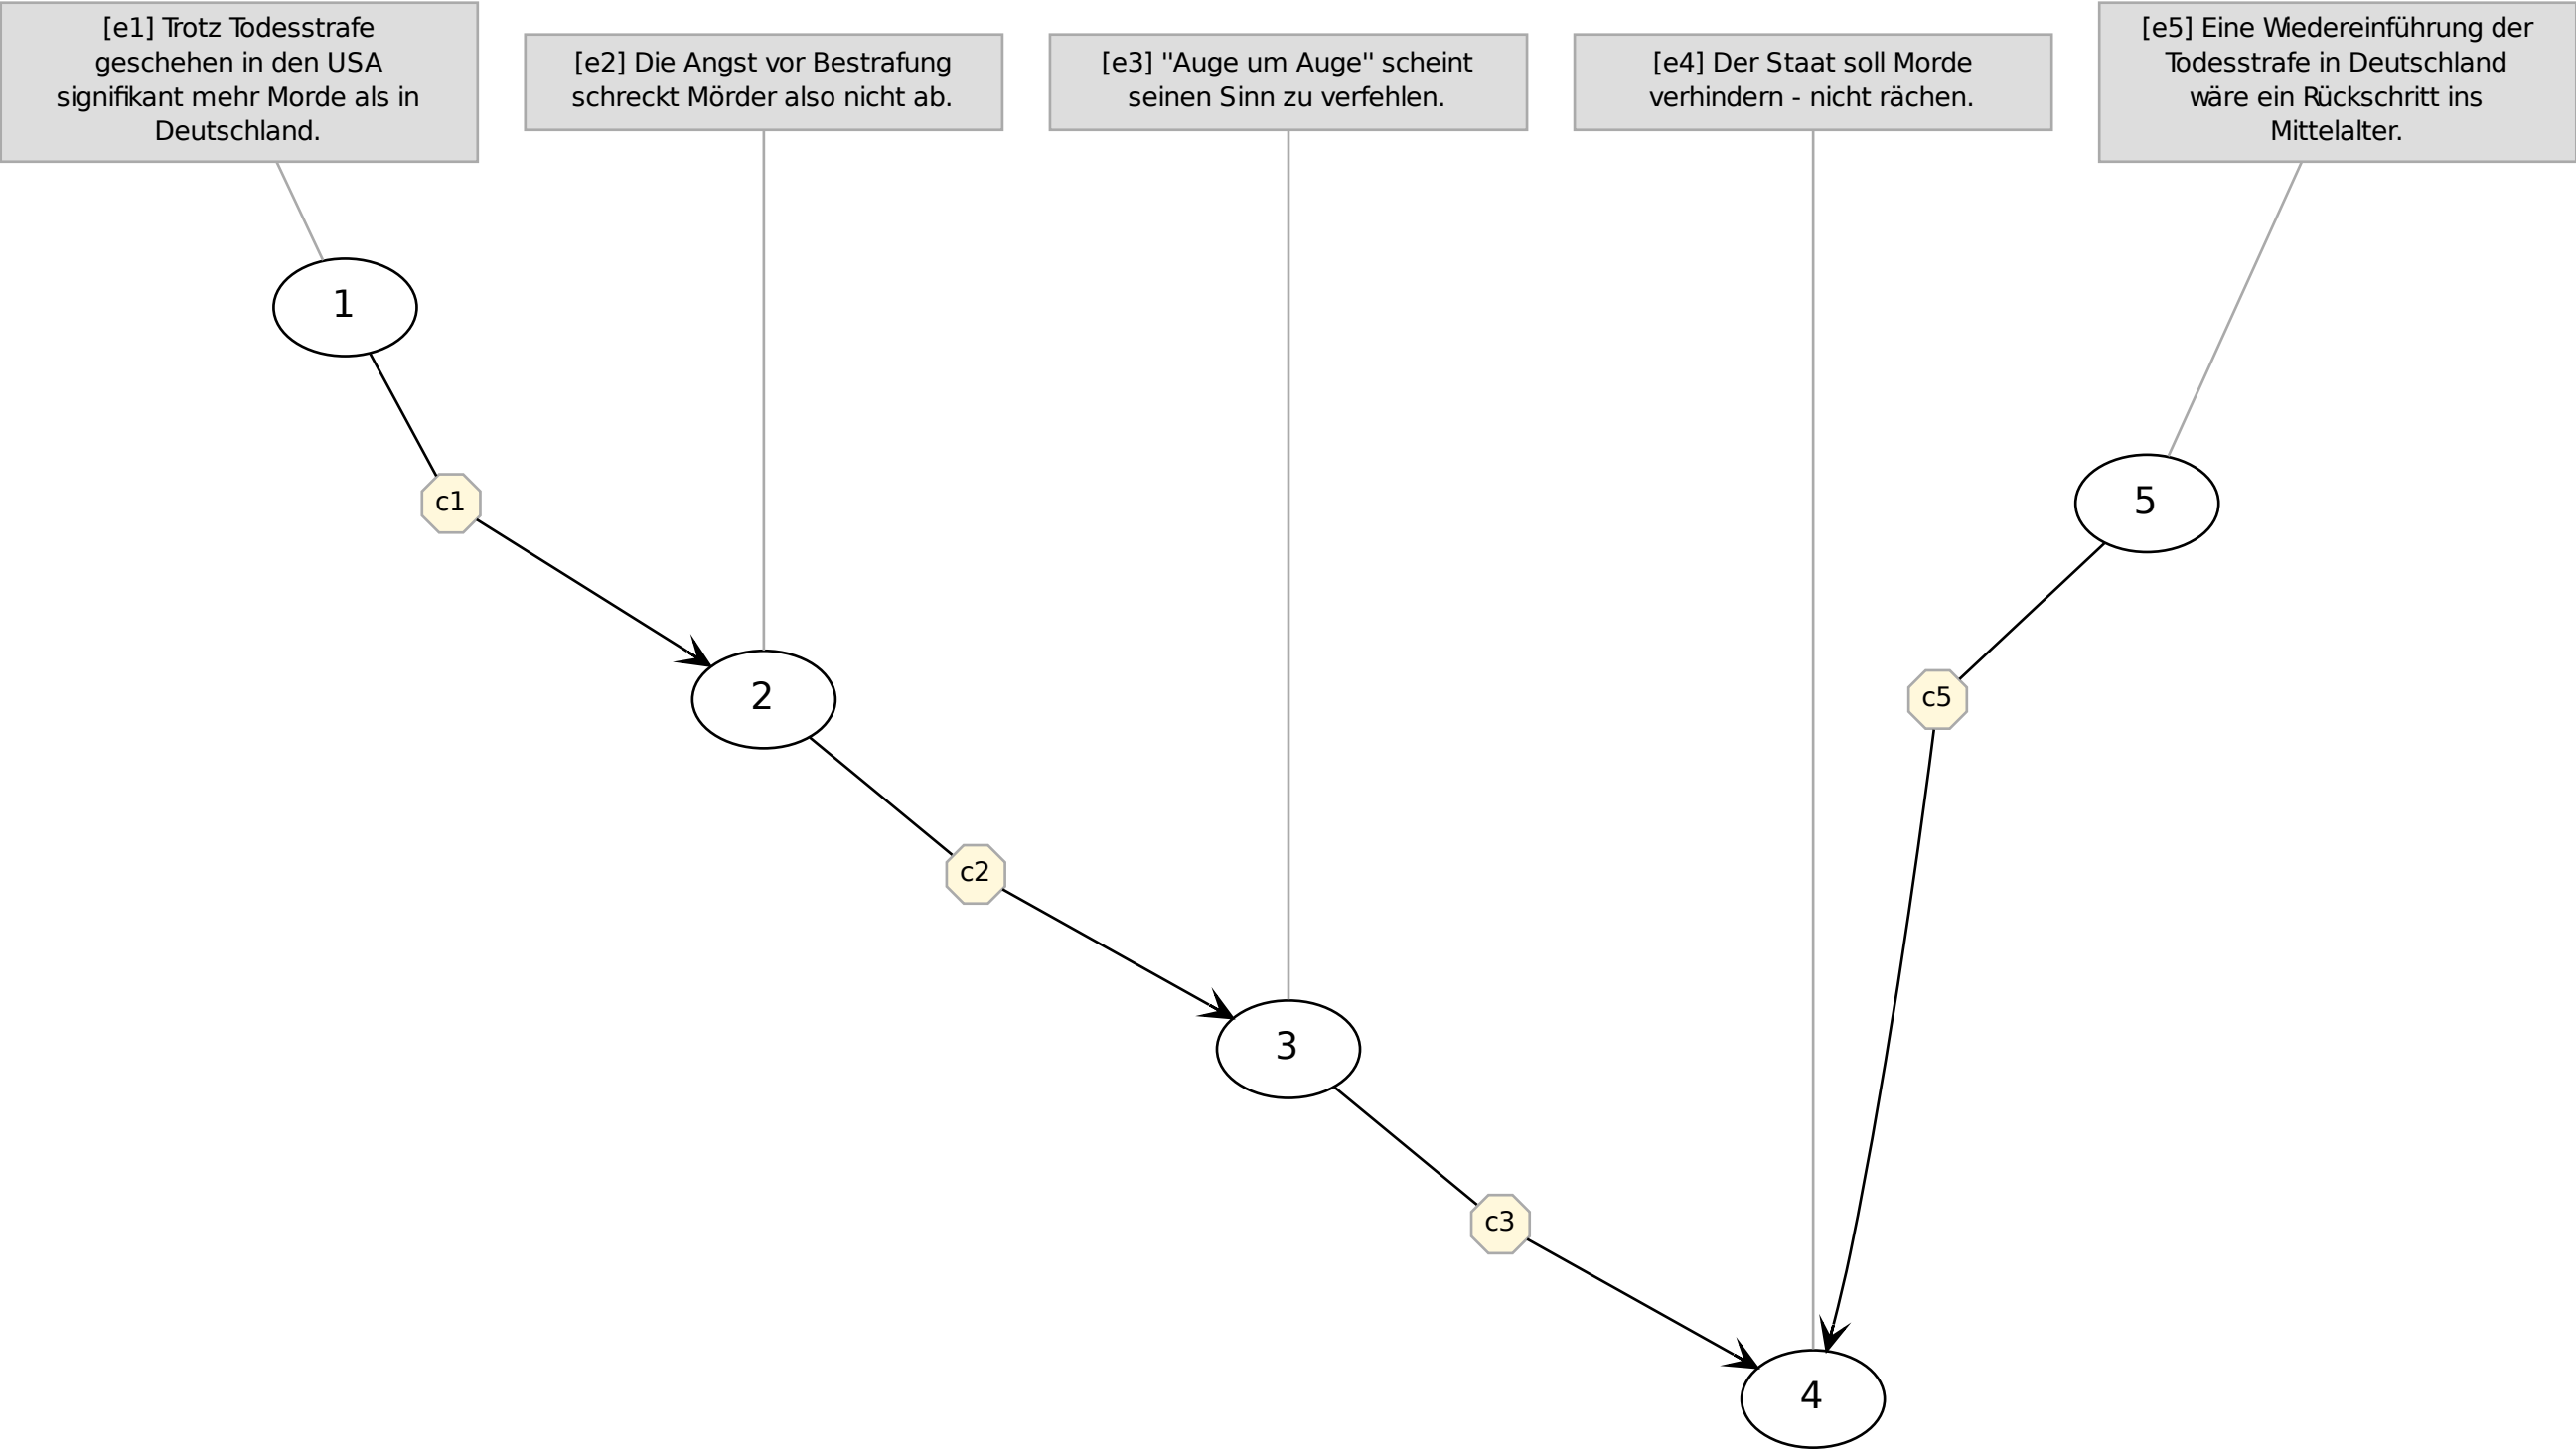 [e1] Trotz Todesstrafe
geschehen in den USA
signifikant mehr Morde als in
Deutschland.
[e2] Die Angst vor Bestrafung
schreckt Mörder also nicht ab.
[e3] "Auge um Auge" scheint
seinen Sinn zu verfehlen.
[e4] Der Staat soll Morde
verhindern - nicht rächen.
[e5] Eine Wiedereinführung der
Todesstrafe in Deutschland
wäre ein Rückschritt ins
Mittelalter.
1
c1
5
2
c5
c2
3
c3
4